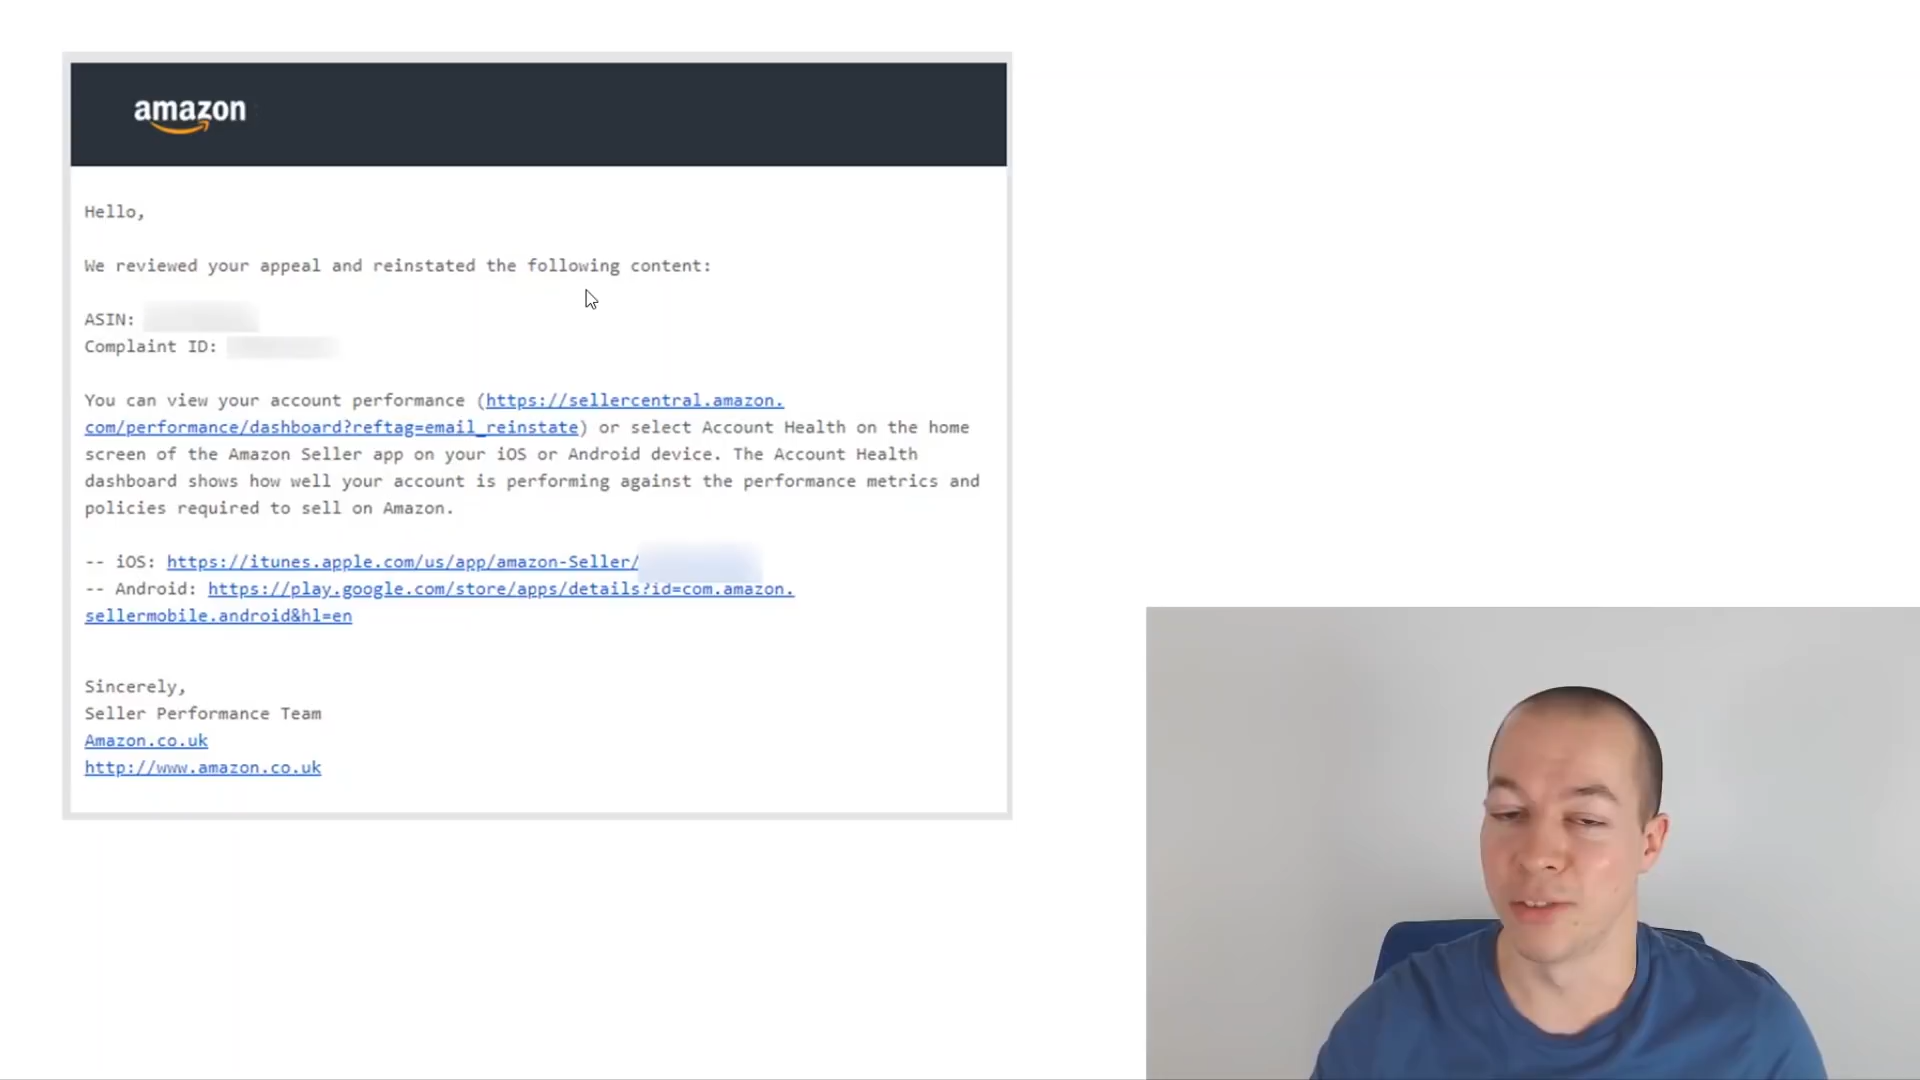 amazon
Hello,
We reviewed your appeal and reinstated the following content:
ASIN:
Complaint ID:
You can view your account performance (https://sellercentral.amazon.
com/performance/dashboard?reftag=email_reinstate) or select Account Health on the home
screen of the Amazon Seller app on your iOS or Android device. The Account Health
dashboard shows how well your account is performing against the performance metrics and
policies required to sell on Amazon.
-- iOS: https://itunes.apple.com/us/app/amazon-Seller/
-- Android: https://play.google.com/store/apps/details?id=com.amazon.
sellermobile.android&hl=en
Sincerely,
Seller Performance Team
Amazon.co.uk
http://www.amazon.co.uk